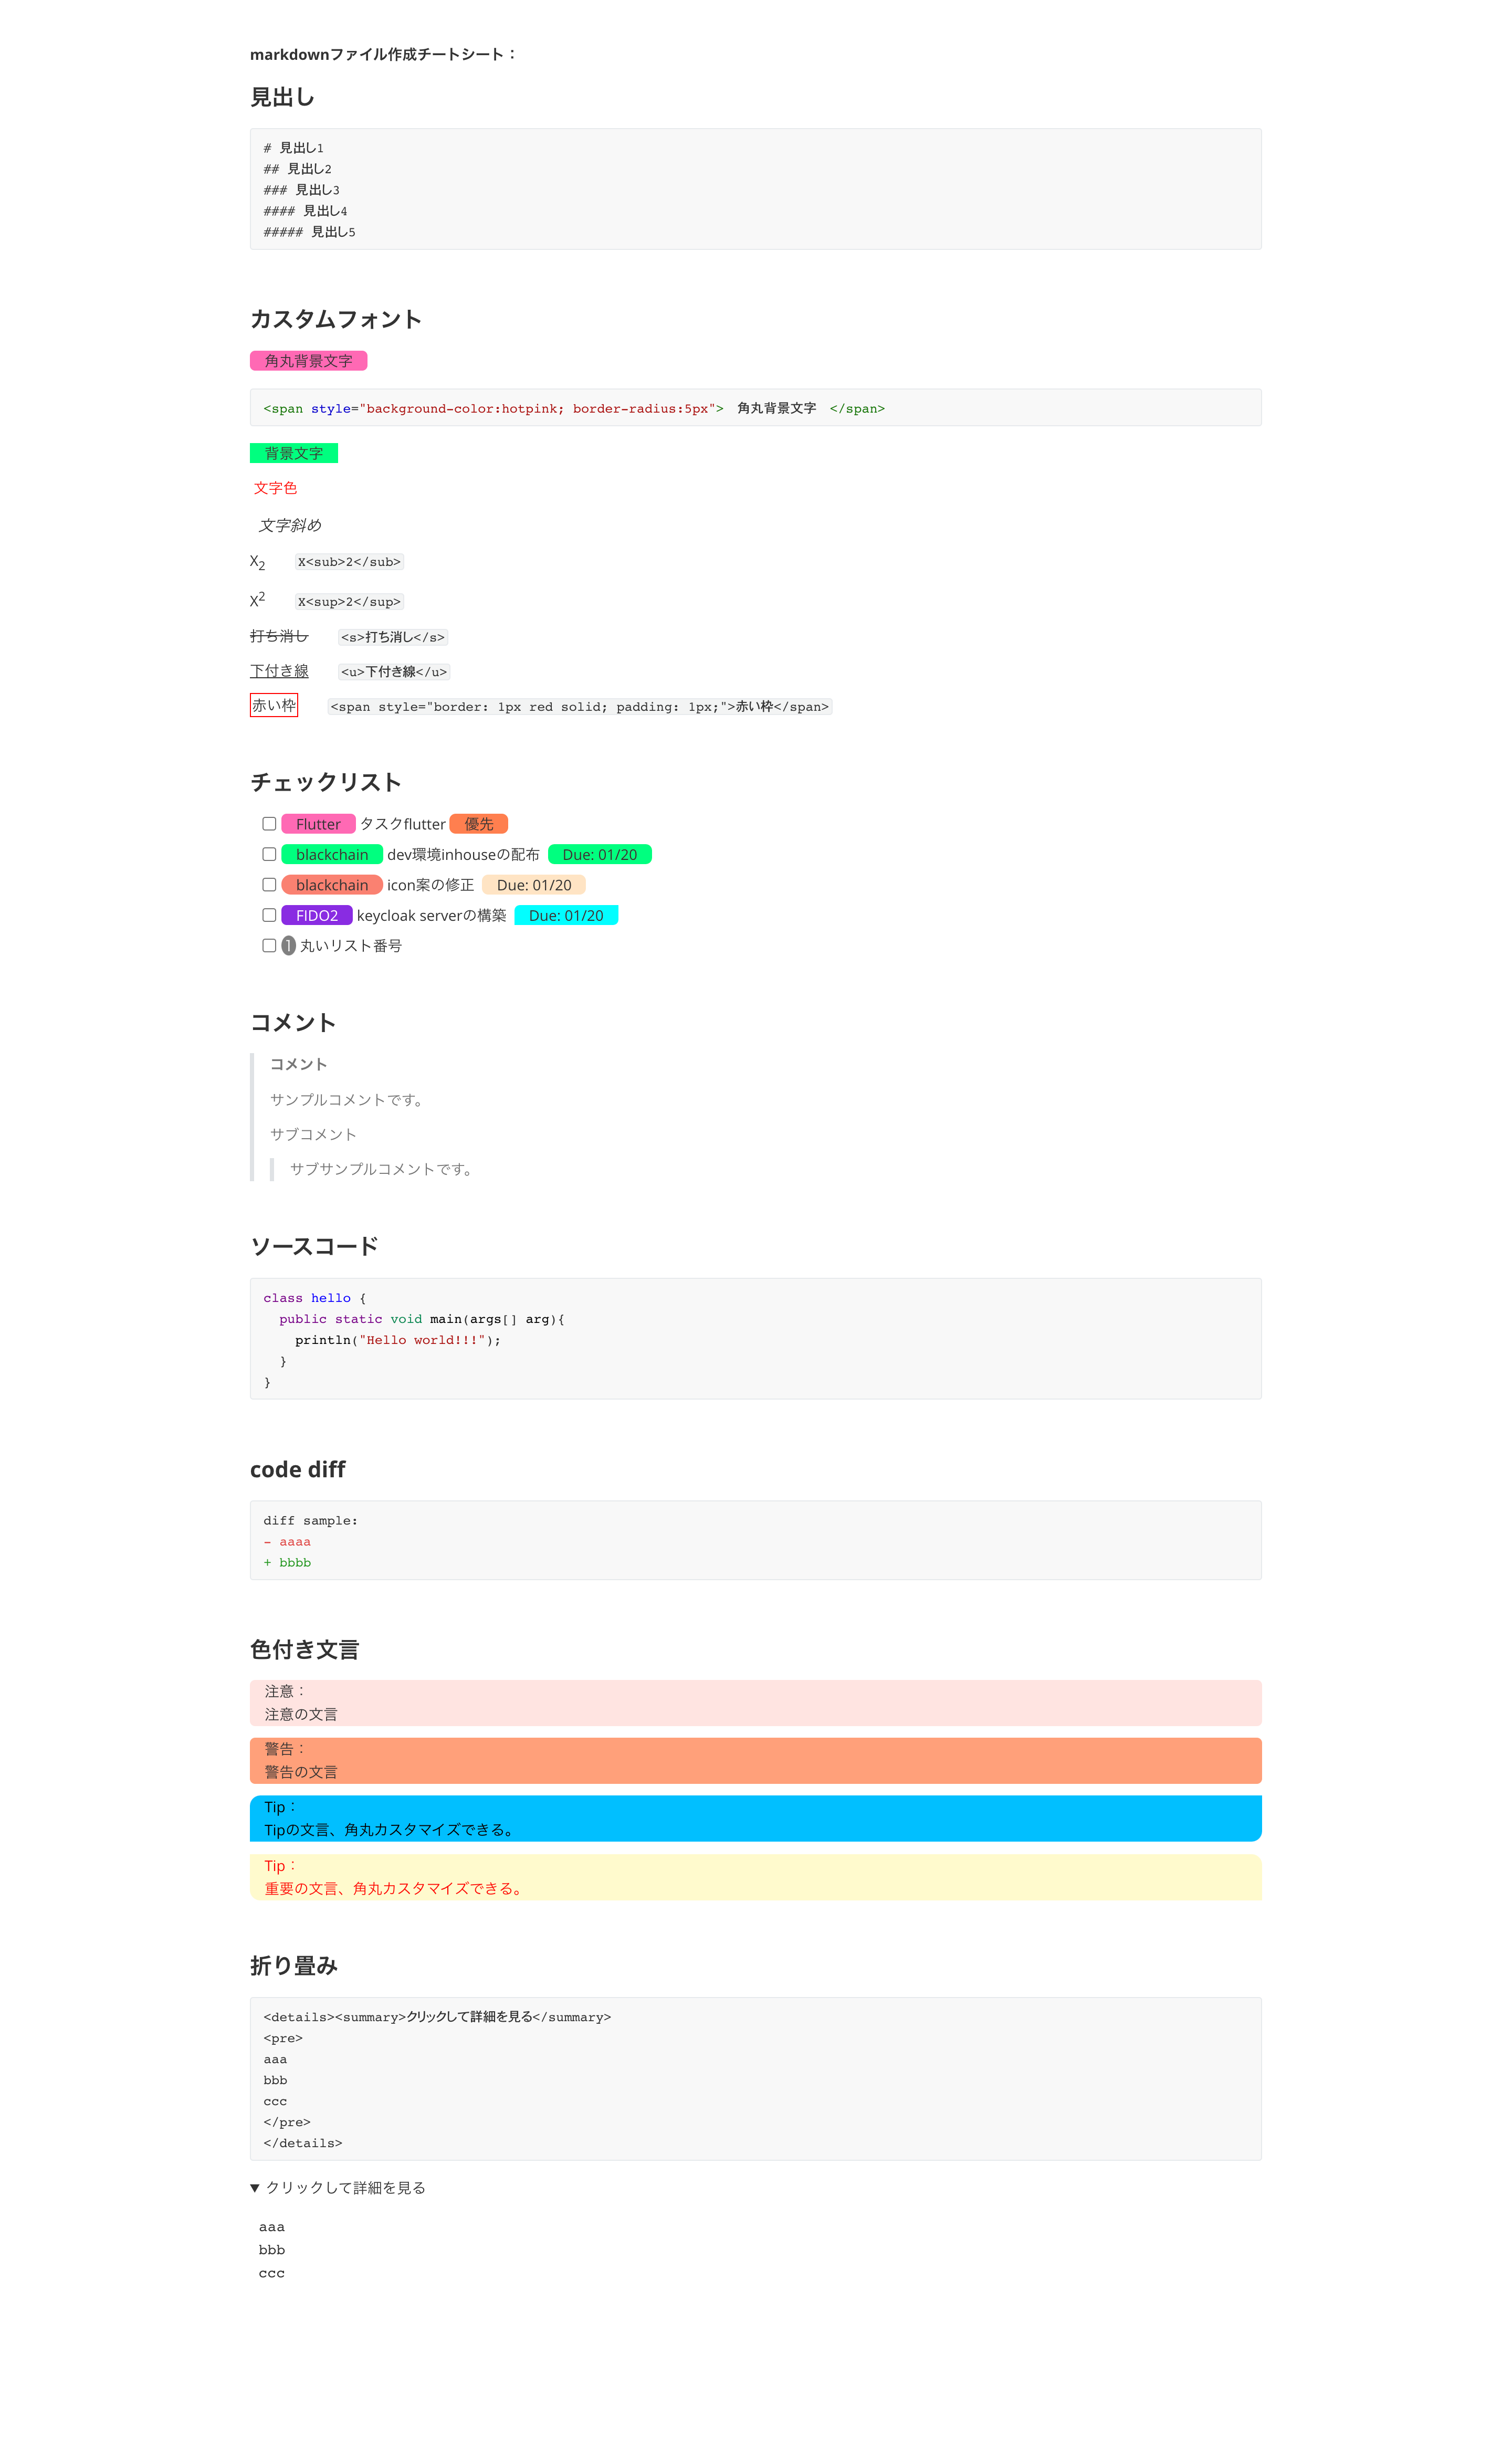 markdownファイル作成チートシート：
見出し
# 見出し1
## 見出し2
### 見出し3
#### 見出し4
##### 見出し5
カスタムフォント
角丸背景文字
<span style="background-color:hotpink; border-radius:5px">　角丸背景文字　</span>
背景文字
文字色
文字斜め
X2　　X<sub>2</sub>
X2　　X<sup>2</sup>
打ち消し　　<s>打ち消し</s>
下付き線　　<u>下付き線</u>
赤い枠　　<span style="border: 1px red solid; padding: 1px;">赤い枠</span>
チェックリスト
Flutter タスクflutter 優先
blackchain dev環境inhouseの配布 Due: 01/20
blackchain icon案の修正 Due: 01/20
FIDO2 keycloak serverの構築 Due: 01/20
1 丸いリスト番号
コメント
コメント
サンプルコメントです。
サブコメント
サブサンプルコメントです。
ソースコード
class hello {
  public static void main(args[] arg){
    println("Hello world!!!");
  }
}
code diff
diff sample:
- aaaa
+ bbbb
色付き文言
注意：
注意の文言
警告：
警告の文言
Tip：
Tipの文言、角丸カスタマイズできる。
Tip：
重要の文言、角丸カスタマイズできる。
折り畳み
<details><summary>クリックして詳細を見る</summary>
<pre>
aaa
bbb
ccc
</pre>
</details>
▼ クリックして詳細を見る
aaa
bbb
ccc